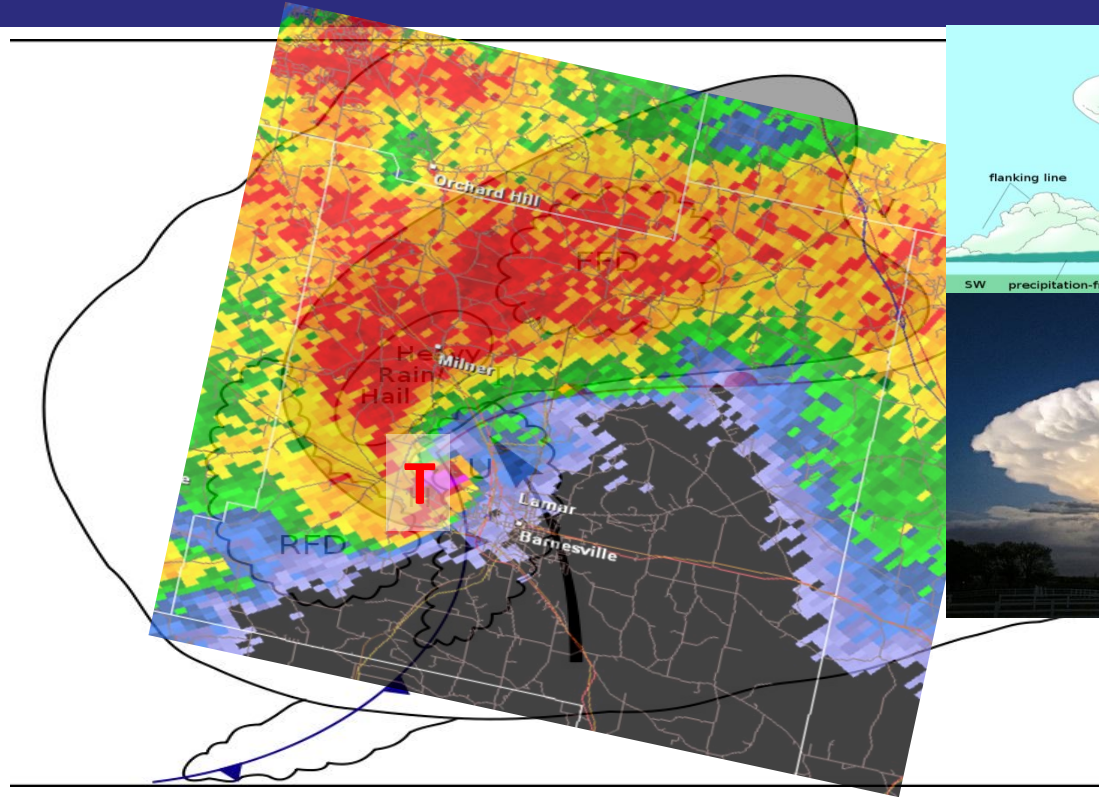 Orchard Hill
flanking line
V
FFD
SW
precipitation-f
Heavy
Rain
Hail
Milner
T
U
e
Lamar
Barnesville
RFD